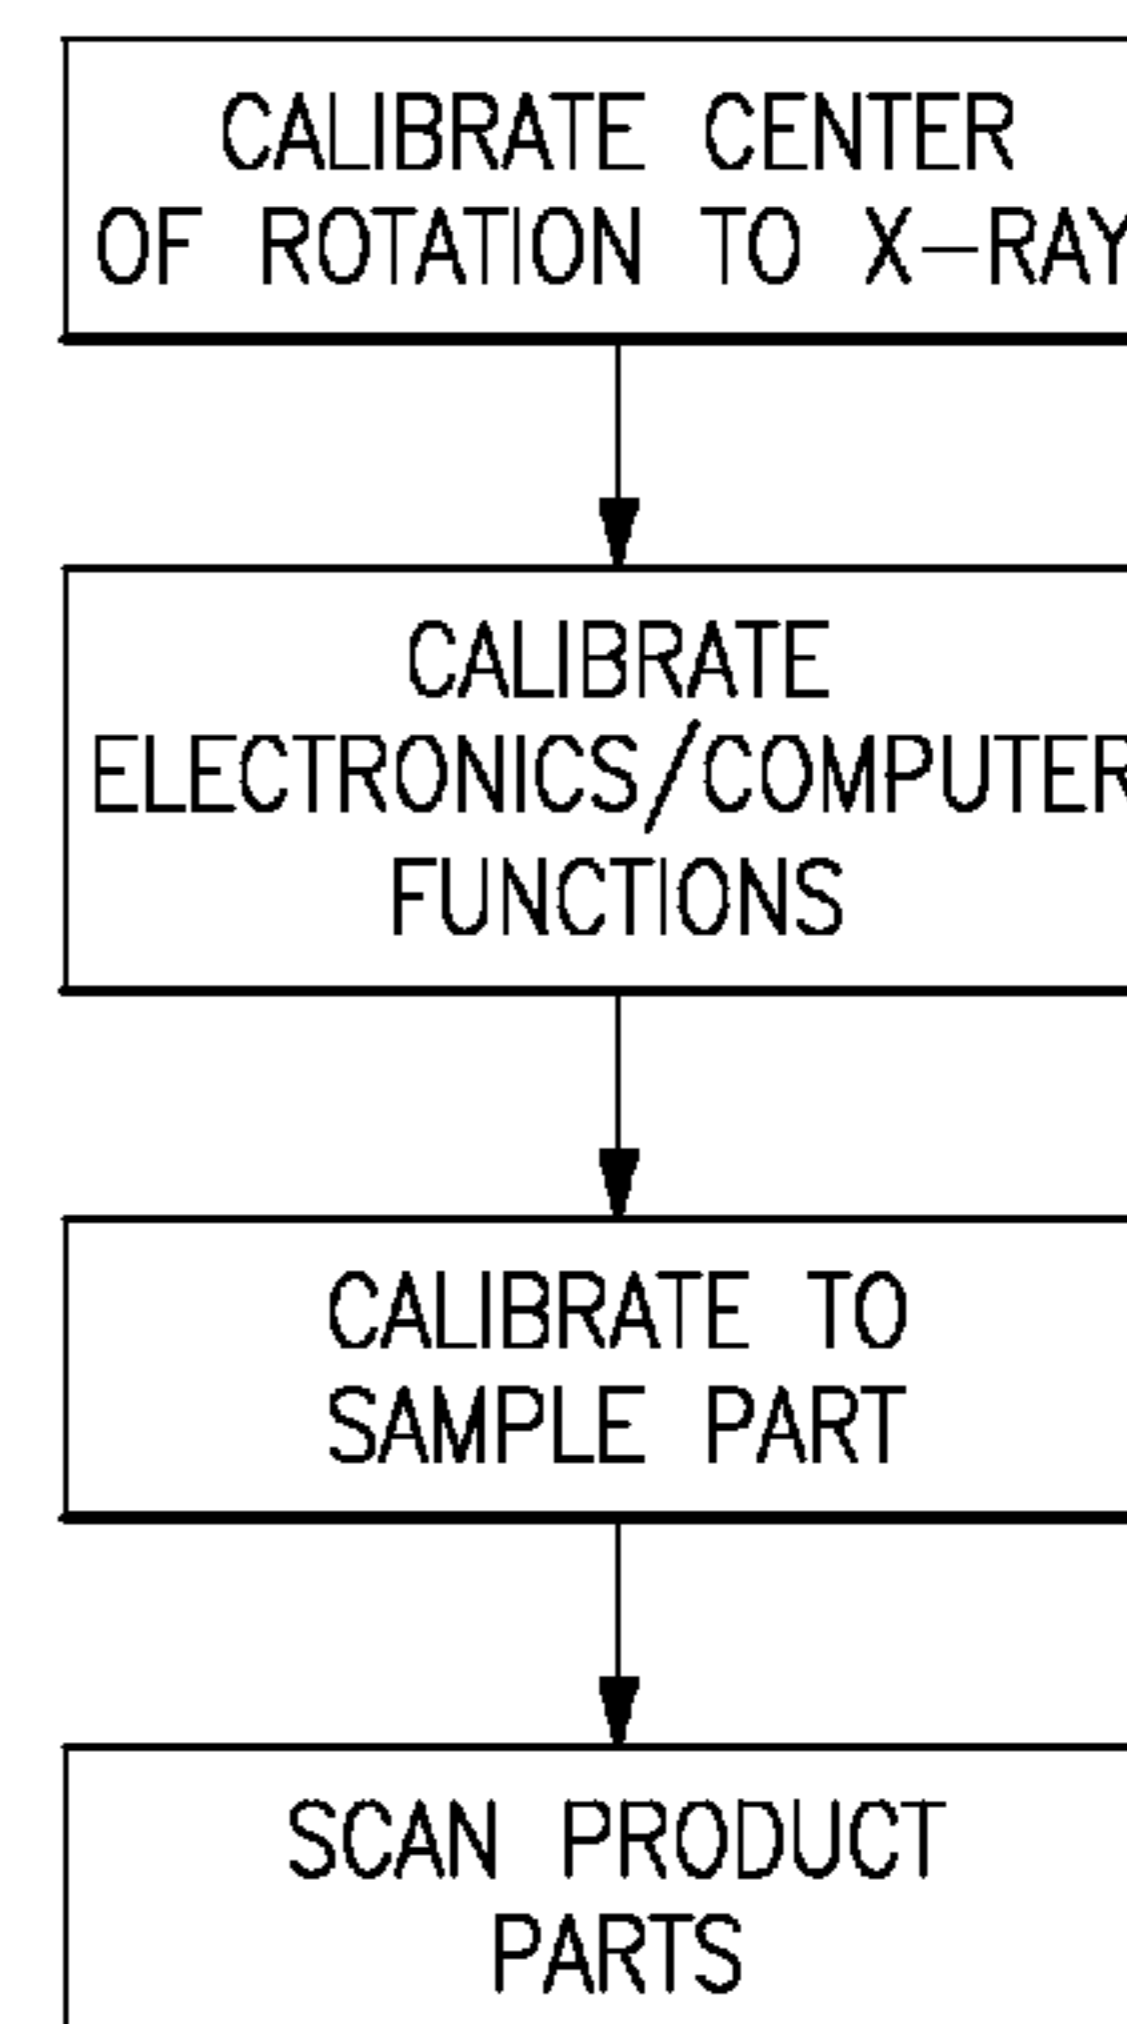 CALIBRATE CENTER
OF ROTATION TO X-RAY
CALIBRATE
ELECTRONICS/COMPUTER
FUNCTIONS
CALIBRATE TO
SAMPLE PART
SCAN PRODUCT
PARTS